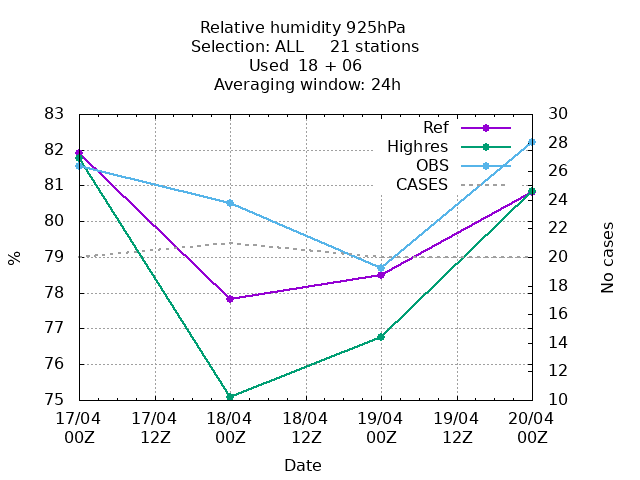 Relative humidity 925hPa
Selection: ALL 21 stations
Used 18 + 06
Averaging window: 24h
83
82
81
80
79
78
77
76
75
%
30
28
26
24
22
20
18
16
14
12
10
No cases
Ref
Highres
OBS
CASES
17/04 17/04 18/04 18/04 19/04 19/04 20/04
00Z 12Z 00Z 12Z 00Z 12Z 00Z
Date